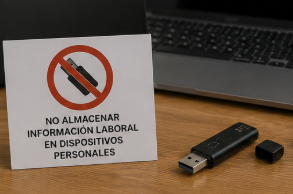 NO ALMACENAR
INFORMACIÓN LABORAL
EN DISPOSITIVOS
PERSONALES